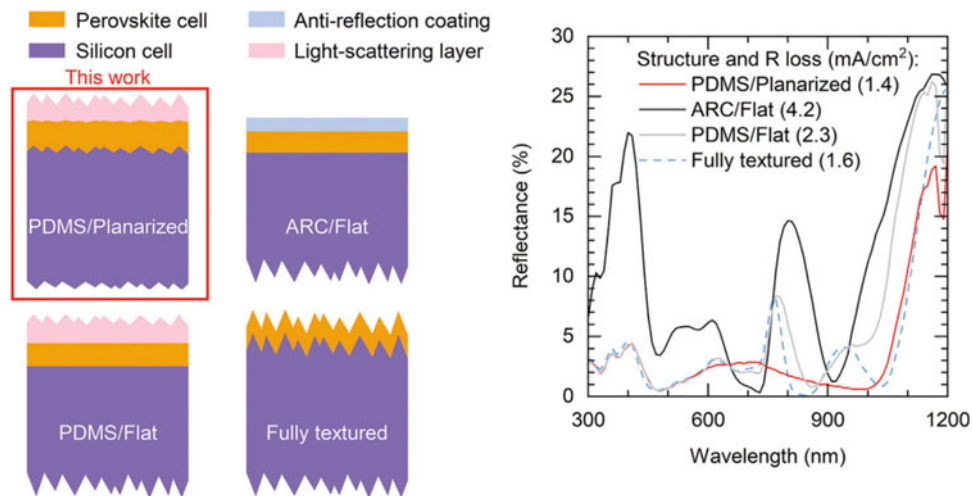 Perovskite cell
Silicon cell
Anti-reflection coating
Light-scattering layer
This work
PDMS/Planarized
ARC/Flat
PDMS/Flat
Fully textured
30
25
20
15
10
5
0
Reflectance (%)
Structure and R loss (mA/cm²):
PDMS/Planarized (1.4)
ARC/Flat (4.2)
PDMS/Flat (2.3)
Fully textured (1.6)
300 600 900 1200
Wavelength (nm)